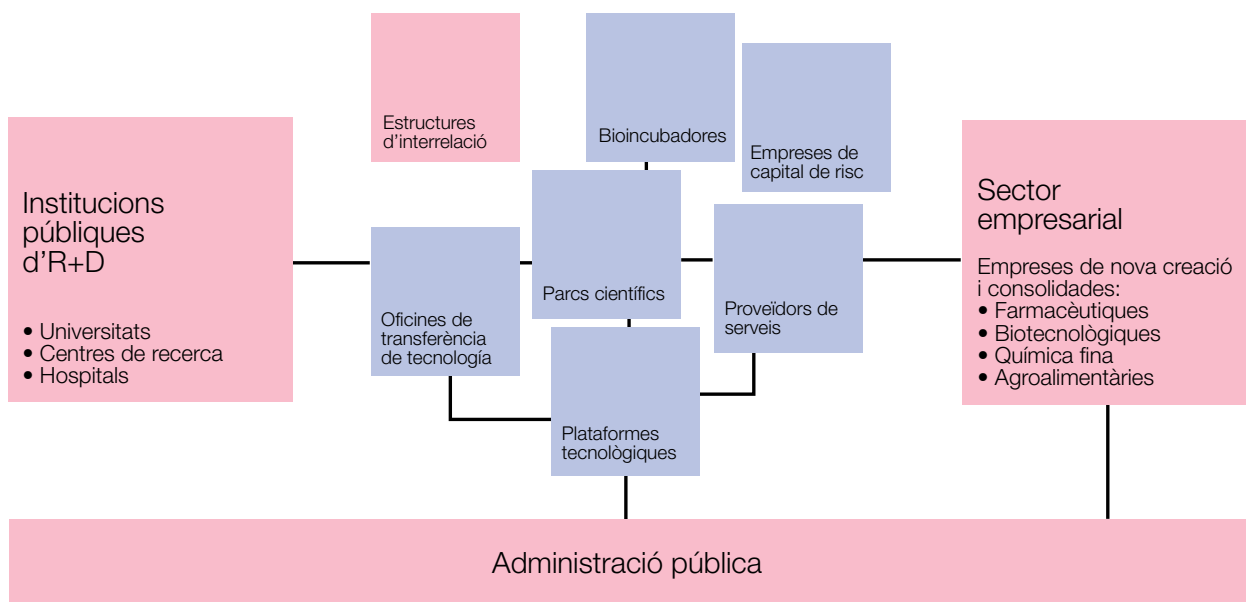 Estructures
d’interrelació
Bioincubadores
Empreses de
capital de risc
Institucions
públiques
d’R+D
• Universitats
• Centres de recerca
• Hospitals
Oficines de
transferència
de tecnología
Parcs científics
Proveïdors de
serveis
Plataformes
tecnològiques
Sector
empresarial
Empreses de nova creació
i consolidades:
• Farmacèutiques
• Biotecnològiques
• Química fina
• Agroalimentàries
Administració pública